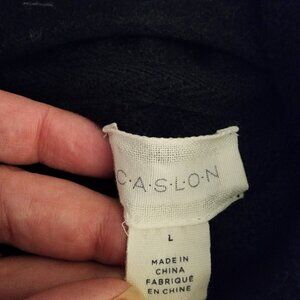 C·A·S·L·O·N
L
MADE IN
CHINA
FABRIQUÉ
EN CHINE